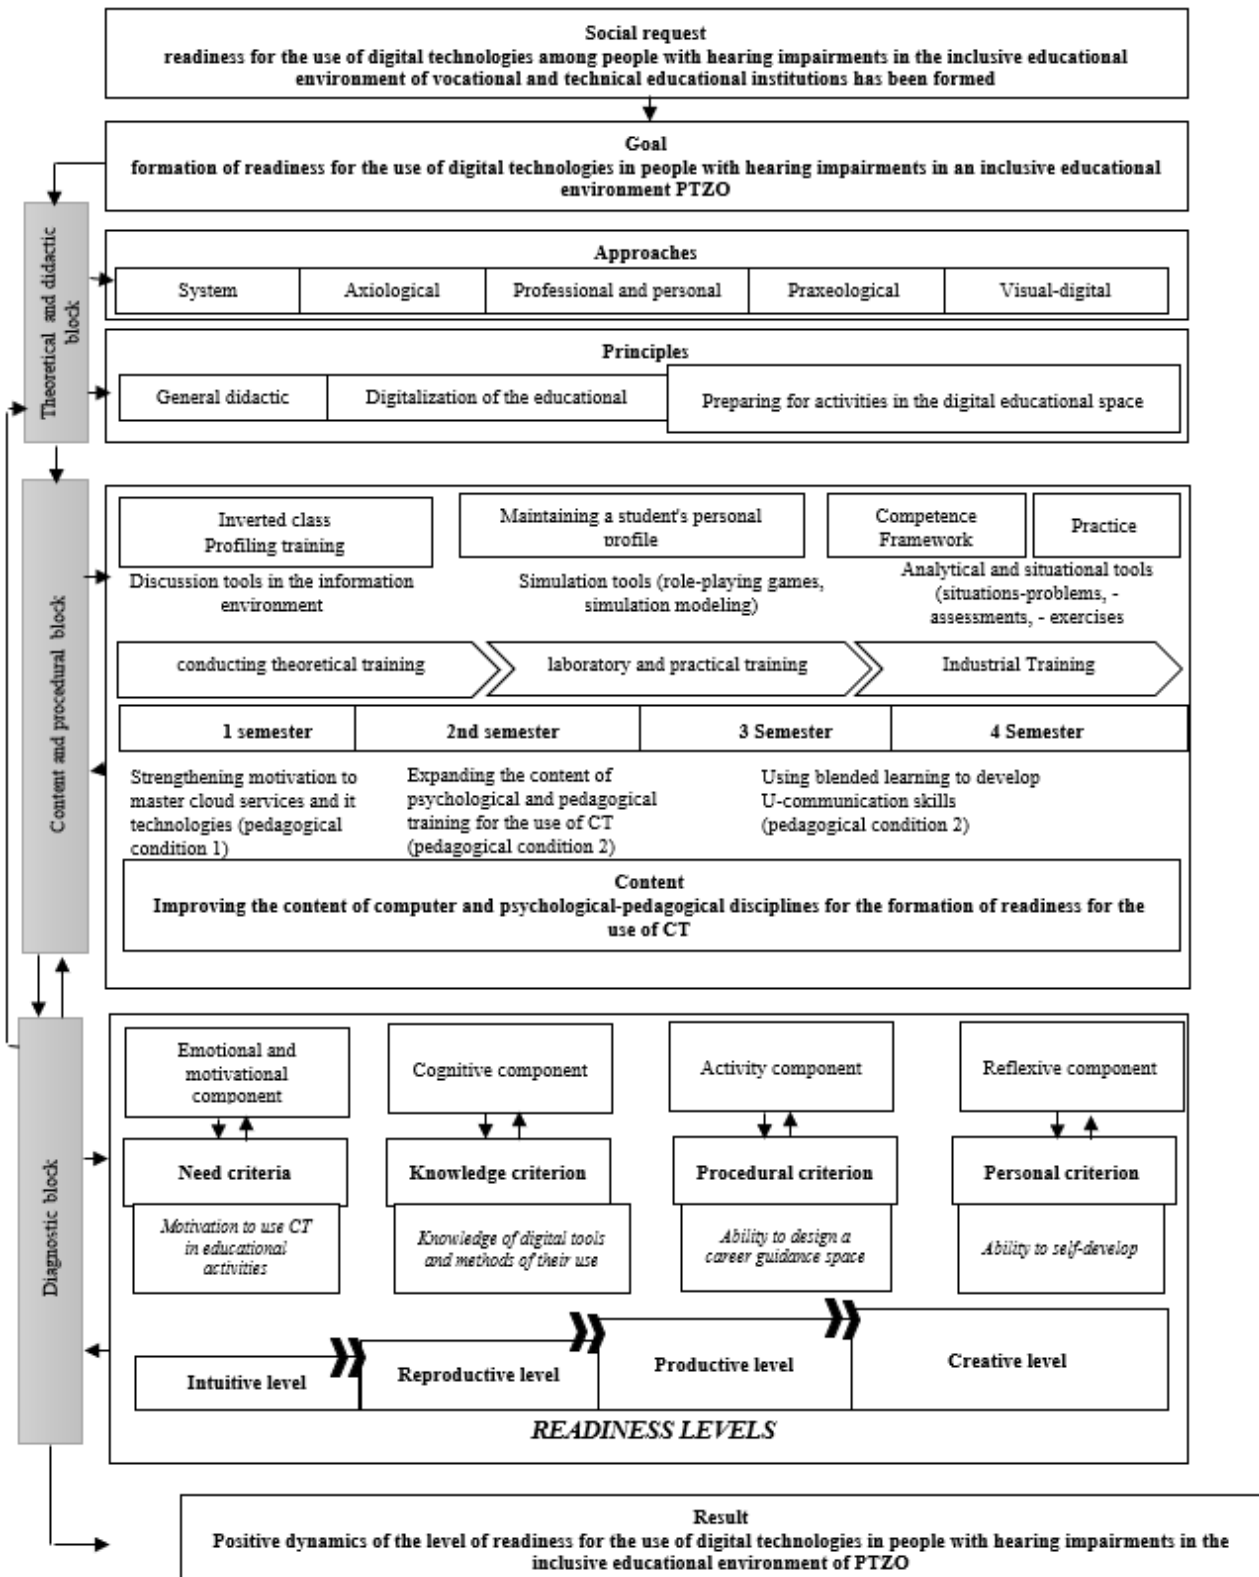 Social request
readiness for the use of digital technologies among people with hearing impairments in the inclusive educational
environment of vocational and technical educational institutions has been formed
Goal
formation of readiness for the use of digital technologies in people with hearing impairments in an inclusive educational
environment PTZO
Theoretical and didactic
block
Approaches
System
Axiological
Professional and personal
Praxeological
Visual-digital
Principles
General didactic
Digitalization of the educational
Preparing for activities in the digital educational space
Content and procedural block
Inverted class
Profiling training
Maintaining a student's personal
profile
Competence
Framework
Practice
Discussion tools in the information
environment
Simulation tools (role-playing games,
simulation modeling)
Analytical and situational tools
(situations-problems, -
assessments, - exercises
conducting theoretical training
laboratory and practical training
Industrial Training
1 semester
2nd semester
3 Semester
4 Semester
Strengthening motivation to
master cloud services and it
technologies (pedagogical
condition 1)
Expanding the content of
psychological and pedagogical
training for the use of CT
(pedagogical condition 2)
Using blended learning to develop
U-communication skills
(pedagogical condition 2)
Content
Improving the content of computer and psychological-pedagogical disciplines for the formation of readiness for the
use of CT
Diagnostic block
Emotional and
motivational
component
Cognitive component
Activity component
Reflexive component
Need criteria
Knowledge criterion
Procedural criterion
Personal criterion
Motivation to use CT
in educational
activities
Knowledge of digital tools
and methods of their use
Ability to design a
career guidance space
Ability to self-develop
Intuitive level
Reproductive level
Productive level
Creative level
READINESS LEVELS
Result
Positive dynamics of the level of readiness for the use of digital technologies in people with hearing impairments in the
inclusive educational environment of PTZO